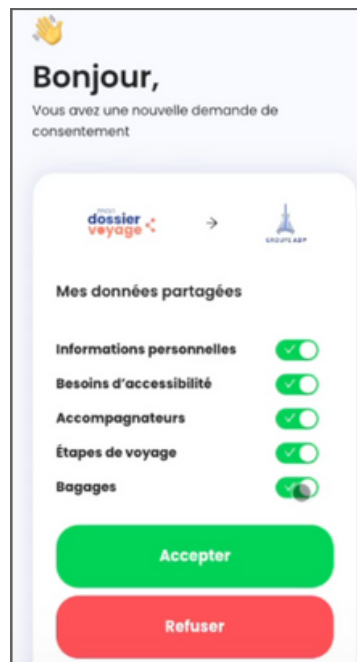 Bonjour,
Vous avez une nouvelle demande de
consentement
mon
dossier
voyage
GROUPE ADP
Mes données partagées
Informations personnelles
Besoins d'accessibilité
Accompagnateurs
Étapes de voyage
Bagages
Accepter
Refuser